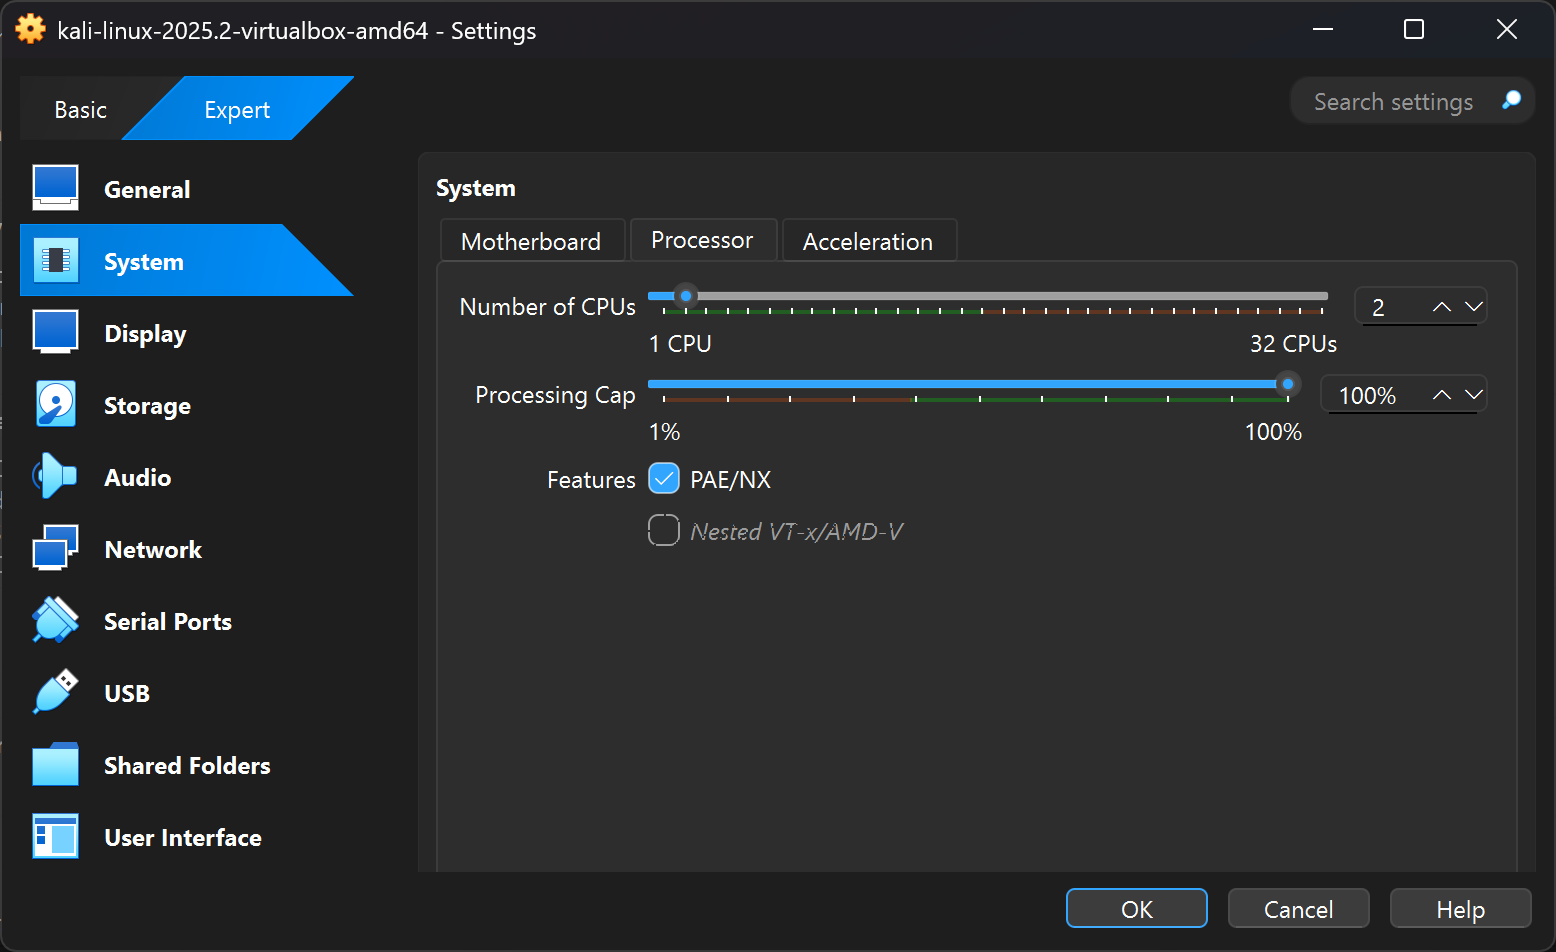 kali-linux-2025.2-virtualbox-amd64 - Settings
Basic Expert Search settings
General
System
Display
Storage
Audio
Network
Serial Ports
USB
Shared Folders
User Interface
System
Motherboard Processor Acceleration
Number of CPUs 2
1 CPU 32 CPUs
Processing Cap 100%
1% 100%
Features PAE/NX
Nested VT-x/AMD-V
OK Cancel Help